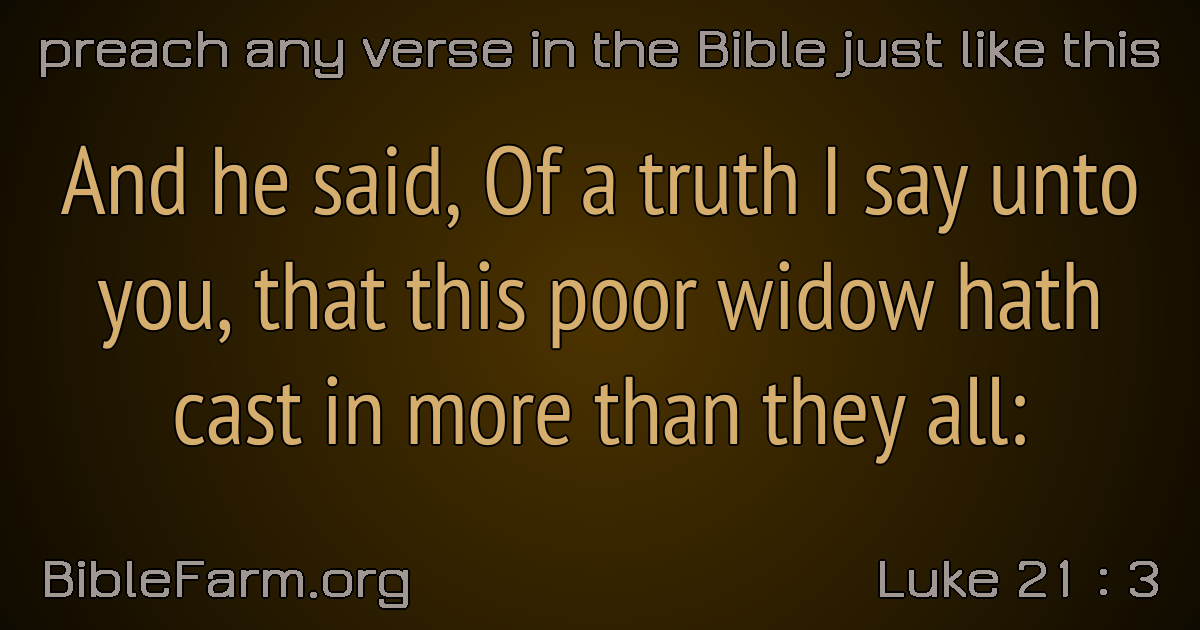 preach any verse in the Bible just like this
And he said, Of a truth I say unto
you, that this poor widow hath
cast in more than they all:
BibleFarm.org
Luke 21 : 3